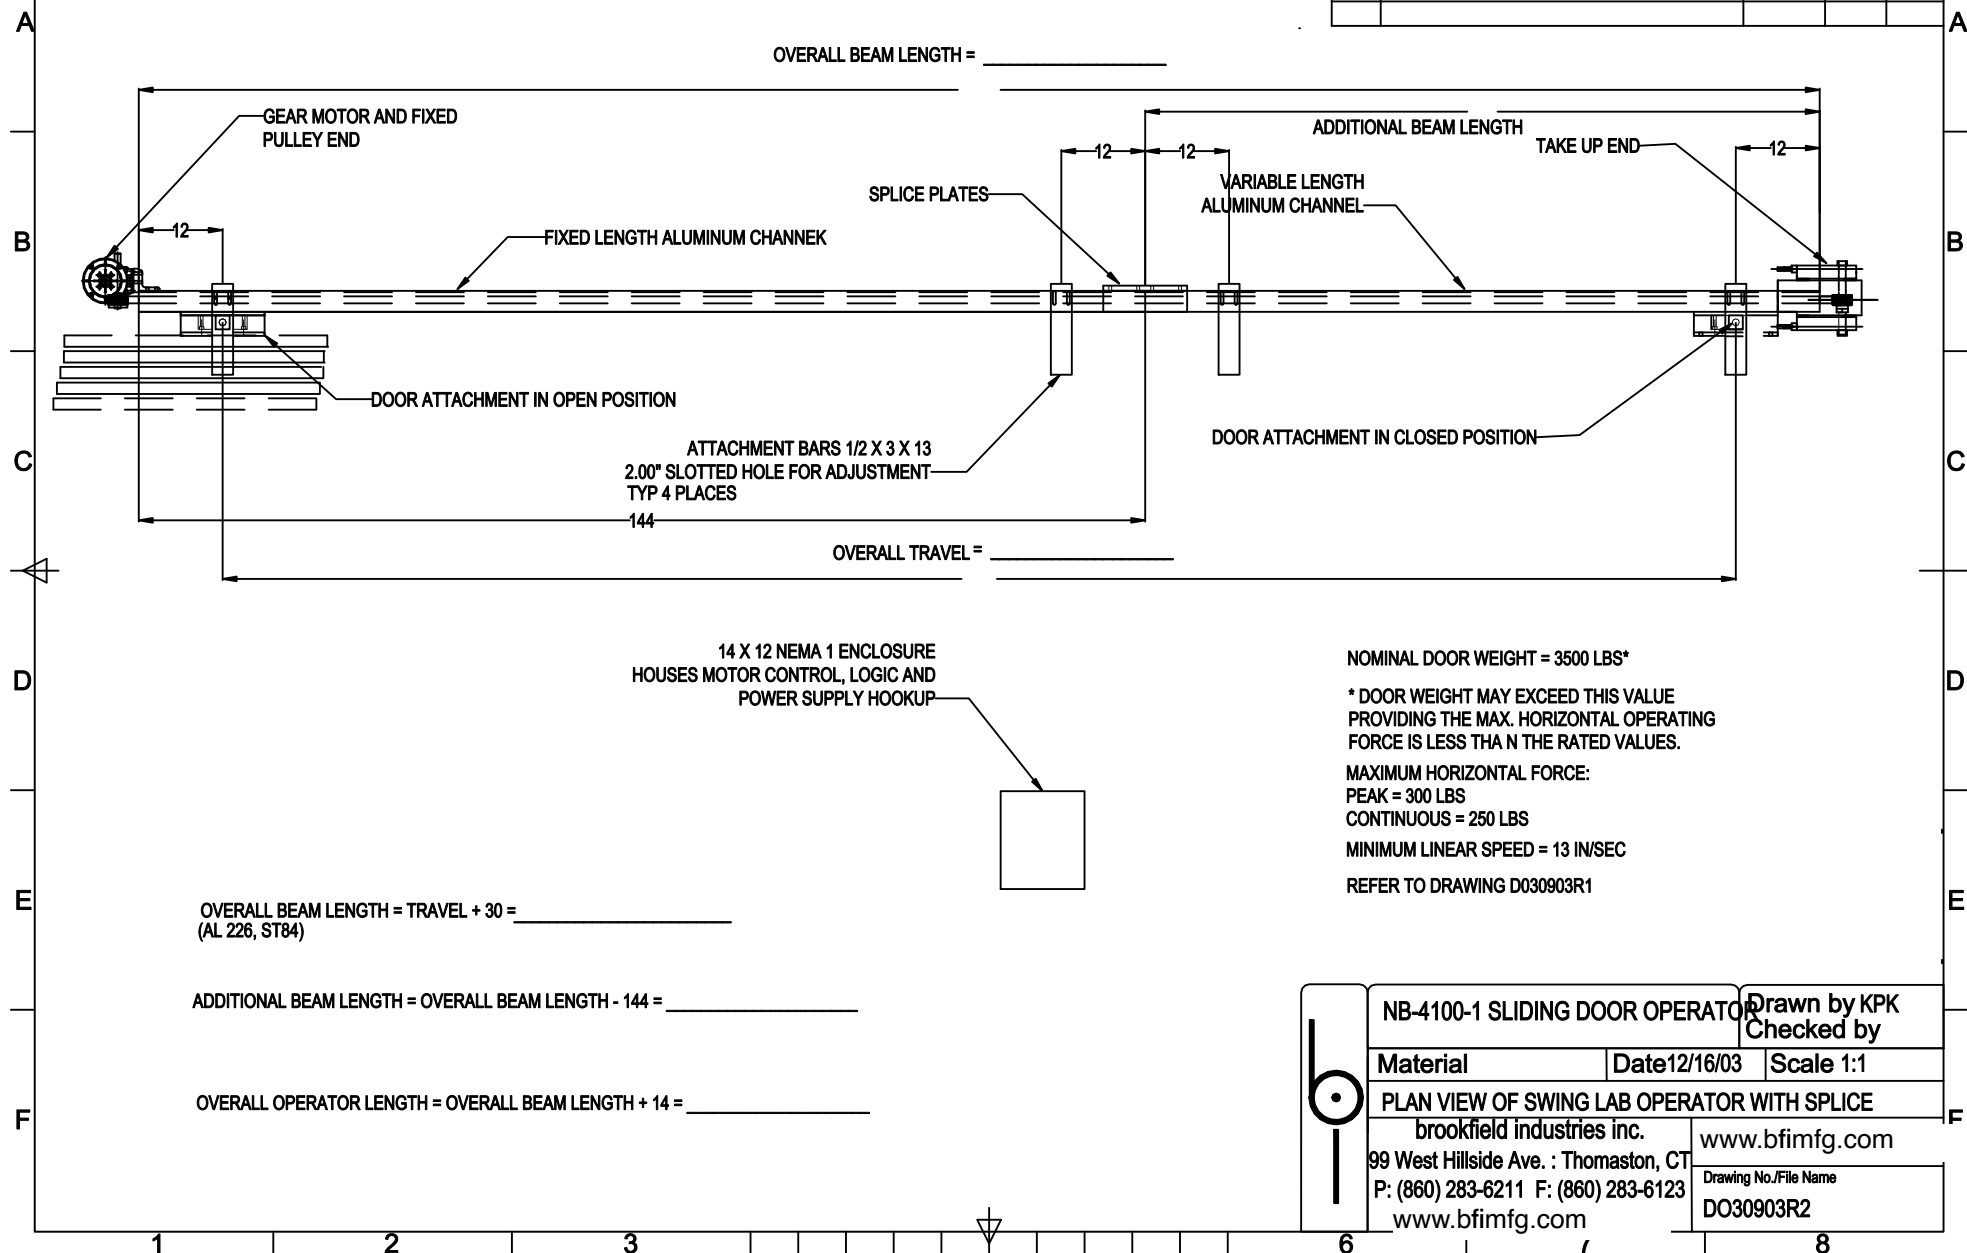 A
A
OVERALL BEAM LENGTH =
GEAR MOTOR AND FIXED
PULLEY END
ADDITIONAL BEAM LENGTH
TAKE UP END
12
12
12
SPLICE PLATES
VARIABLE LENGTH
ALUMINUM CHANNEL
12
FIXED LENGTH ALUMINUM CHANNEK
B
B
DOOR ATTACHMENT IN OPEN POSITION
ATTACHMENT BARS 1/2 X 3 X 13
2.00" SLOTTED HOLE FOR ADJUSTMENT
TYP 4 PLACES
DOOR ATTACHMENT IN CLOSED POSITION
C
C
144
OVERALL TRAVEL =
14 X 12 NEMA 1 ENCLOSURE
HOUSES MOTOR CONTROL, LOGIC AND
POWER SUPPLY HOOKUP
D
D
NOMINAL DOOR WEIGHT = 3500 LBS*
* DOOR WEIGHT MAY EXCEED THIS VALUE
PROVIDING THE MAX. HORIZONTAL OPERATING
FORCE IS LESS THA N THE RATED VALUES.
MAXIMUM HORIZONTAL FORCE:
PEAK = 300 LBS
CONTINUOUS = 250 LBS
MINIMUM LINEAR SPEED = 13 IN/SEC
REFER TO DRAWING D030903R1
E
E
OVERALL BEAM LENGTH = TRAVEL + 30 =
(AL 226, ST84)
ADDITIONAL BEAM LENGTH = OVERALL BEAM LENGTH - 144 =
OVERALL OPERATOR LENGTH = OVERALL BEAM LENGTH + 14 =
F
F
NB-4100-1 SLIDING DOOR OPERATOR
Drawn by KPK
Checked by
Material
Date12/16/03
Scale 1:1
PLAN VIEW OF SWING LAB OPERATOR WITH SPLICE
brookfield industries inc.
99 West Hillside Ave. : Thomaston, CT
P: (860) 283-6211 F: (860) 283-6123
www.bfimfg.com
www.bfimfg.com
Drawing No./File Name
DO30903R2
1
2
3
6
8